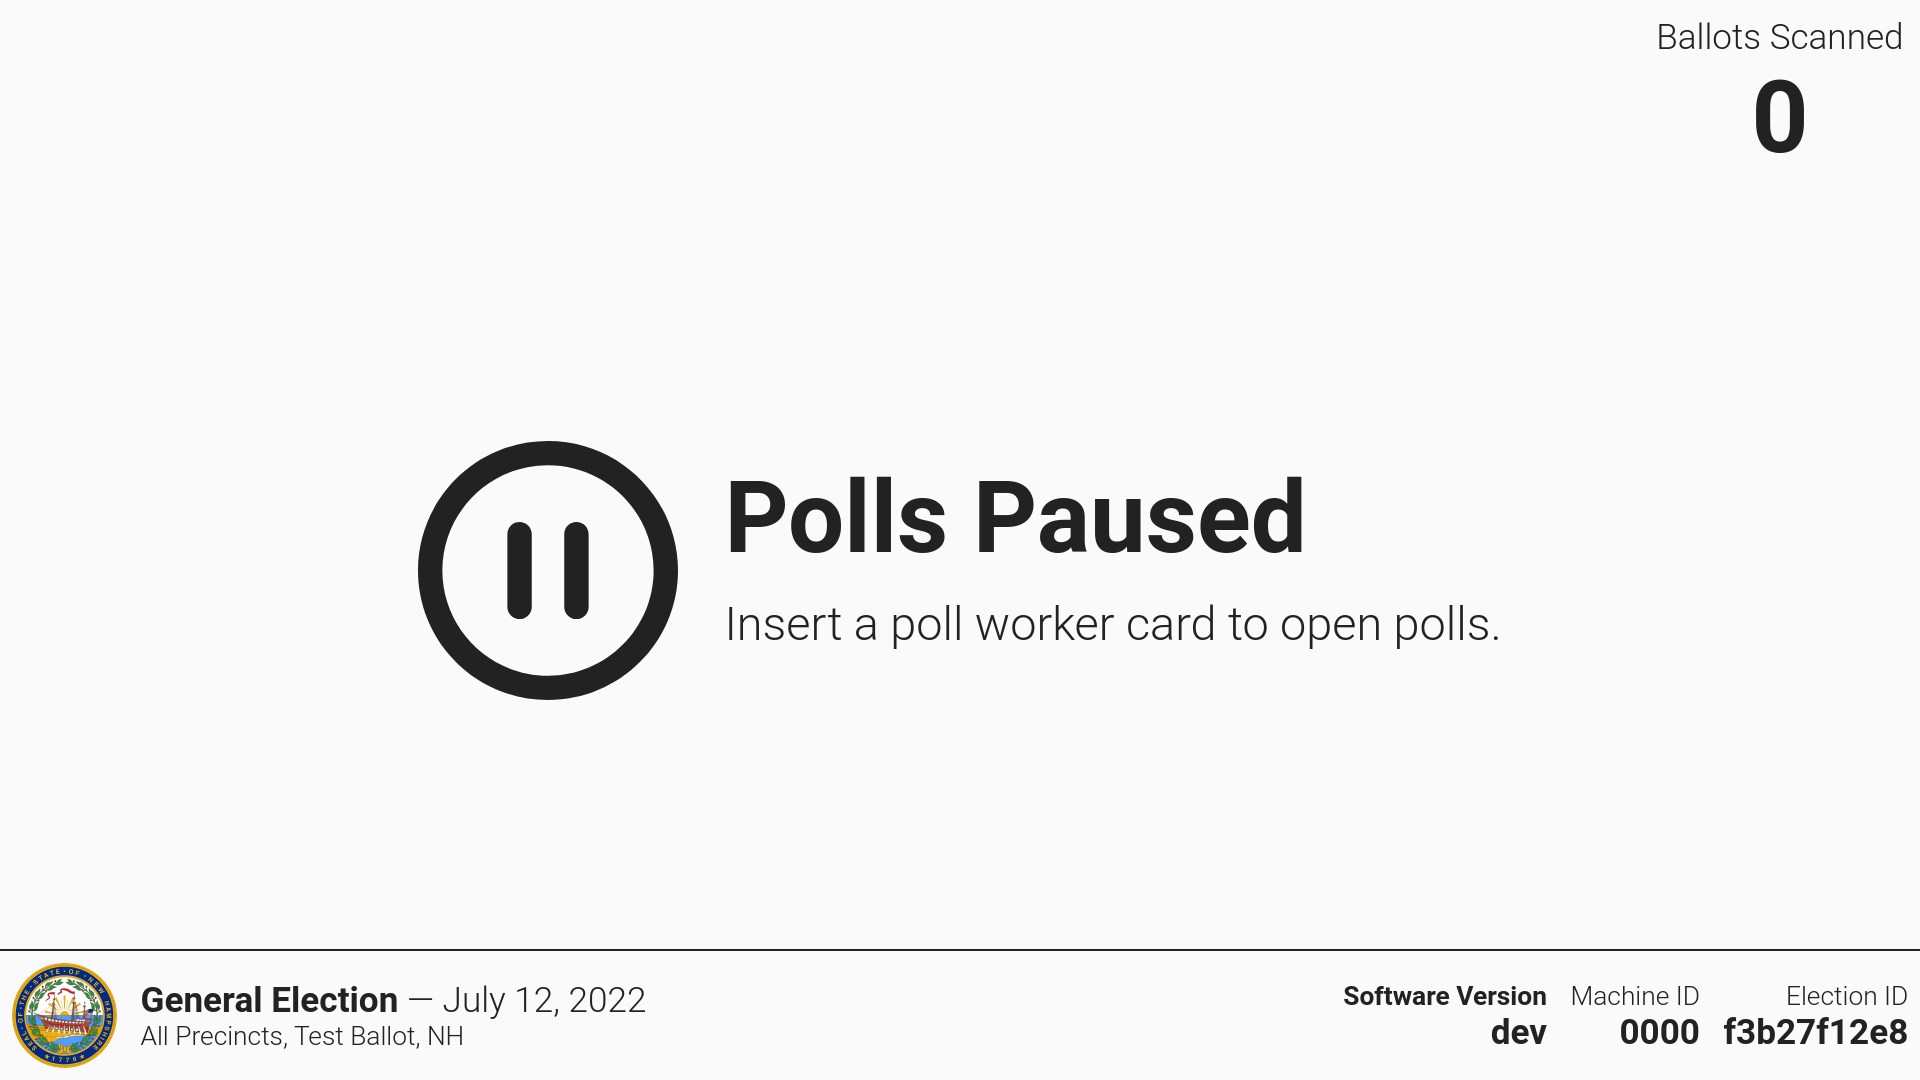 Ballots Scanned
0
Polls Paused
Insert a poll worker card to open polls.
SEAL · OF · THE · STATE · OF · NEW HAMPSHIRE
★ 1776 ★
General Election — July 12, 2022
All Precincts, Test Ballot, NH
Software Version
dev
Machine ID
0000
Election ID
f3b27f12e8